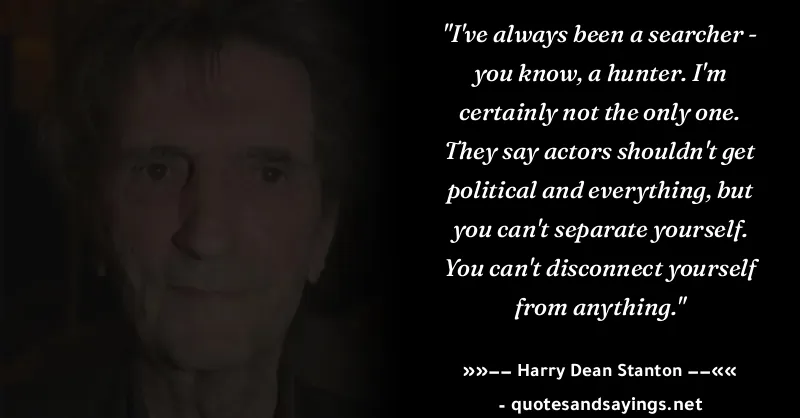 "I've always been a searcher -
you know, a hunter. I'm
certainly not the only one.
They say actors shouldn't get
political and everything, but
you can't separate yourself.
You can't disconnect yourself
from anything."
»»–– Harry Dean Stanton ––««
- quotesandsayings.net